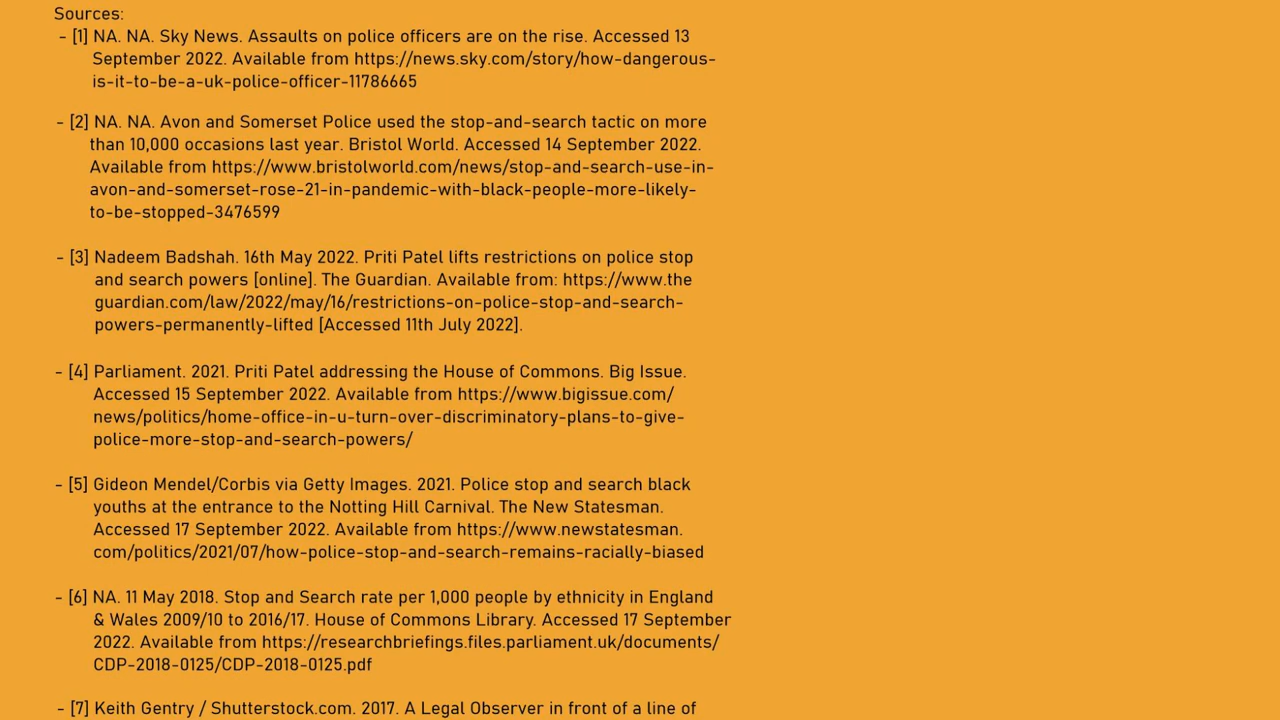 Sources:
- [1] NA. NA. Sky News. Assaults on police officers are on the rise. Accessed 13
September 2022. Available from https://news.sky.com/story/how-dangerous-
is-it-to-be-a-uk-police-officer-11786665
- [2] NA. NA. Avon and Somerset Police used the stop-and-search tactic on more
than 10,000 occasions last year. Bristol World. Accessed 14 September 2022.
Available from https://www.bristolworld.com/news/stop-and-search-use-in-
avon-and-somerset-rose-21-in-pandemic-with-black-people-more-likely-
to-be-stopped-3476599
- [3] Nadeem Badshah. 16th May 2022. Priti Patel lifts restrictions on police stop
and search powers [online]. The Guardian. Available from: https://www.the
guardian.com/law/2022/may/16/restrictions-on-police-stop-and-search-
powers-permanently-lifted [Accessed 11th July 2022].
- [4] Parliament. 2021. Priti Patel addressing the House of Commons. Big Issue.
Accessed 15 September 2022. Available from https://www.bigissue.com/
news/politics/home-office-in-u-turn-over-discriminatory-plans-to-give-
police-more-stop-and-search-powers/
- [5] Gideon Mendel/Corbis via Getty Images. 2021. Police stop and search black
youths at the entrance to the Notting Hill Carnival. The New Statesman.
Accessed 17 September 2022. Available from https://www.newstatesman.
com/politics/2021/07/how-police-stop-and-search-remains-racially-biased
- [6] NA. 11 May 2018. Stop and Search rate per 1,000 people by ethnicity in England
& Wales 2009/10 to 2016/17. House of Commons Library. Accessed 17 September
2022. Available from https://researchbriefings.files.parliament.uk/documents/
CDP-2018-0125/CDP-2018-0125.pdf
- [7] Keith Gentry / Shutterstock.com. 2017. A Legal Observer in front of a line of